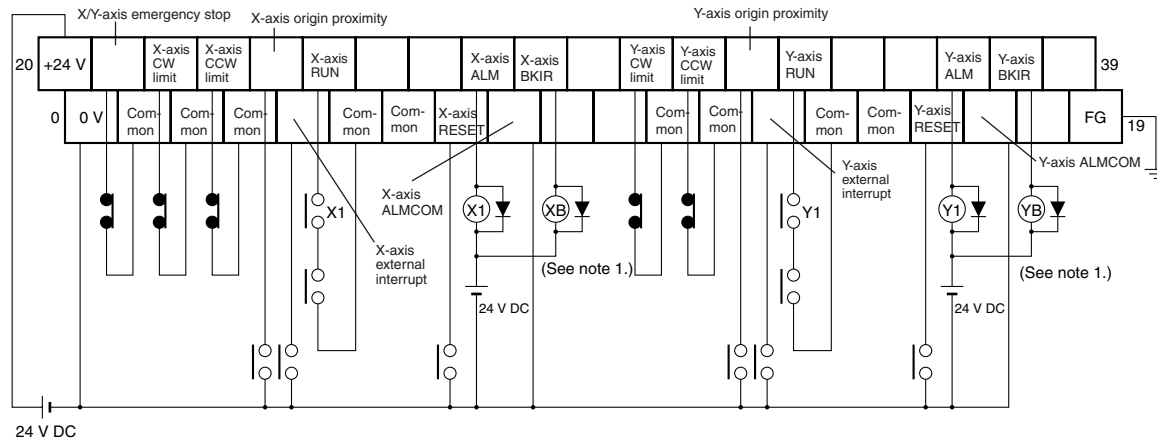 X/Y-axis emergency stop
X-axis origin proximity
Y-axis origin proximity
20
+24 V
X-axis
CW
limit
X-axis
CCW
limit
X-axis
RUN
X-axis
ALM
X-axis
BKIR
Y-axis
CW
limit
Y-axis
CCW
limit
Y-axis
RUN
Y-axis
ALM
Y-axis
BKIR
39
0
0 V
Com-
mon
Com-
mon
Com-
mon
Com-
mon
Com-
mon
X-axis
RESET
Com-
mon
Com-
mon
Com-
mon
Com-
mon
Y-axis
RESET
FG
19
X-axis
ALMCOM
Y-axis
external
interrupt
Y-axis ALMCOM
X1
X1
XB
Y1
Y1
YB
X-axis
external
interrupt
(See note 1.)
(See note 1.)
24 V DC
24 V DC
24 V DC